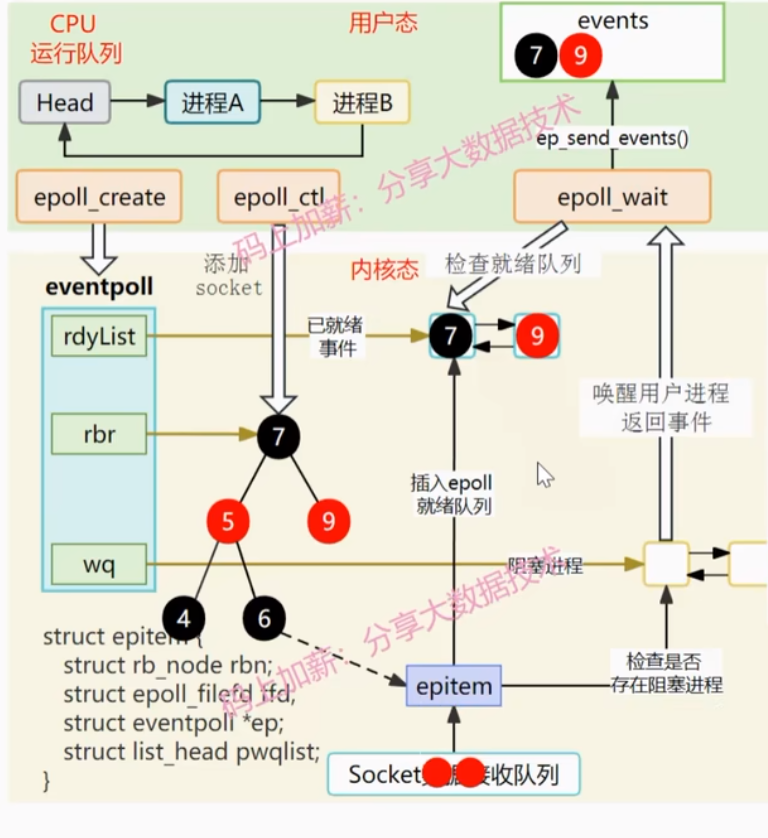 CPU
运行队列
用户态
events
7
9
Head
进程A
进程B
ep_send_events()
epoll_create
epoll_ctl
epoll_wait
码上加薪:分享大数据技术
添加
socket
内核态
检查就绪队列
eventpoll
rdyList
已就绪
事件
7
9
唤醒用户进程
返回事件
rbr
7
插入epoll
就绪队列
5
9
wq
阻塞进程
4
6
码上加薪:分享大数据技术
struct epitem {
struct rb_node rbn;
struct epoll_filefd ffd;
struct eventpoll *ep;
struct list_head pwqlist;
}
epitem
检查是否
存在阻塞进程
Socket 接收队列